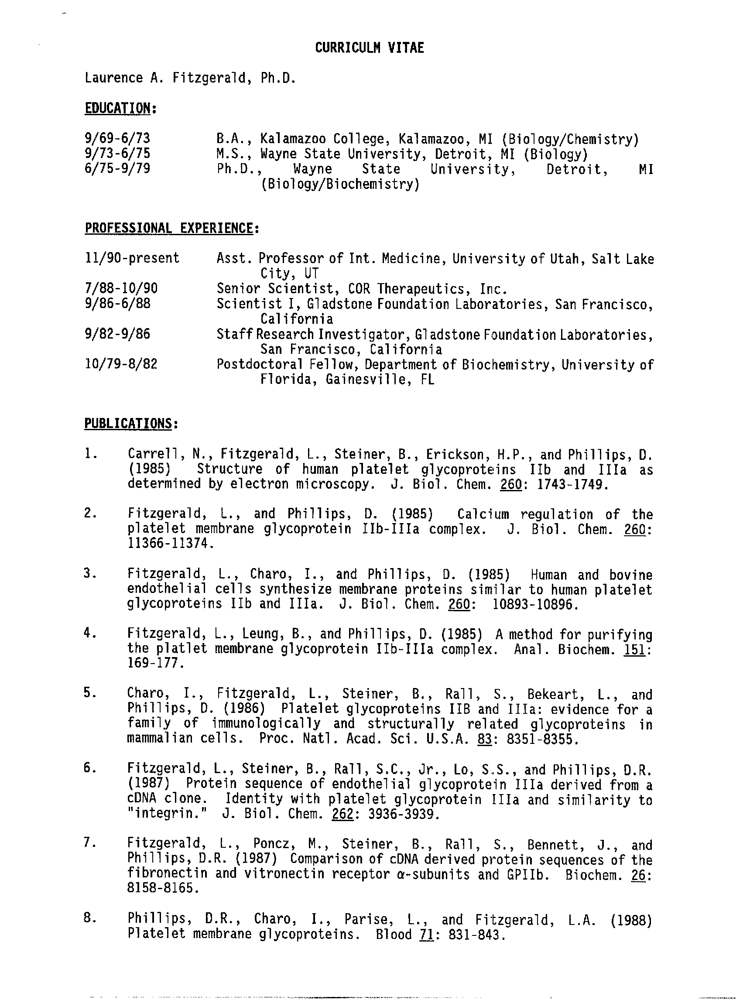 CURRICULM VITAE
Laurence A. Fitzgerald, Ph.D.
EDUCATION:
9/69-6/73 B.A., Kalamazoo College, Kalamazoo, MI (Biology/Chemistry)
9/73-6/75 M.S., Wayne State University, Detroit, MI (Biology)
6/75-9/79 Ph.D., Wayne State University, Detroit, MI
(Biology/Biochemistry)
PROFESSIONAL EXPERIENCE:
11/90-present Asst. Professor of Int. Medicine, University of Utah, Salt Lake
City, UT
7/88-10/90 Senior Scientist, COR Therapeutics, Inc.
9/86-6/88 Scientist I, Gladstone Foundation Laboratories, San Francisco,
California
9/82-9/86 Staff Research Investigator, Gladstone Foundation Laboratories,
San Francisco, California
10/79-8/82 Postdoctoral Fellow, Department of Biochemistry, University of
Florida, Gainesville, FL
PUBLICATIONS:
1. Carrell, N., Fitzgerald, L., Steiner, B., Erickson, H.P., and Phillips, D.
(1985) Structure of human platelet glycoproteins IIb and IIIa as
determined by electron microscopy. J. Biol. Chem. 260: 1743-1749.
2. Fitzgerald, L., and Phillips, D. (1985) Calcium regulation of the
platelet membrane glycoprotein IIb-IIIa complex. J. Biol. Chem. 260:
11366-11374.
3. Fitzgerald, L., Charo, I., and Phillips, D. (1985) Human and bovine
endothelial cells synthesize membrane proteins similar to human platelet
glycoproteins IIb and IIIa. J. Biol. Chem. 260: 10893-10896.
4. Fitzgerald, L., Leung, B., and Phillips, D. (1985) A method for purifying
the platlet membrane glycoprotein IIb-IIIa complex. Anal. Biochem. 151:
169-177.
5. Charo, I., Fitzgerald, L., Steiner, B., Rall, S., Bekeart, L., and
Phillips, D. (1986) Platelet glycoproteins IIB and IIIa: evidence for a
family of immunologically and structurally related glycoproteins in
mammalian cells. Proc. Natl. Acad. Sci. U.S.A. 83: 8351-8355.
6. Fitzgerald, L., Steiner, B., Rall, S.C., Jr., Lo, S.S., and Phillips, D.R.
(1987) Protein sequence of endothelial glycoprotein IIIa derived from a
cDNA clone. Identity with platelet glycoprotein IIIa and similarity to
"integrin." J. Biol. Chem. 262: 3936-3939.
7. Fitzgerald, L., Poncz, M., Steiner, B., Rall, S., Bennett, J., and
Phillips, D.R. (1987) Comparison of cDNA derived protein sequences of the
fibronectin and vitronectin receptor α-subunits and GPIIb. Biochem. 26:
8158-8165.
8. Phillips, D.R., Charo, I., Parise, L., and Fitzgerald, L.A. (1988)
Platelet membrane glycoproteins. Blood 71: 831-843.